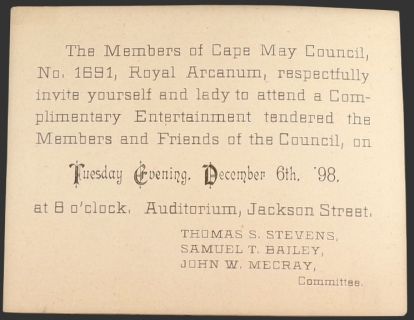 The Members of Cape May Council,
No. 1691, Royal Arcanum, respectfully
invite yourself and lady to attend a Com-
plimentary Entertainment tendered the
Members and Friends of the Council, on
Tuesday Evening, December 6th, '98,
at 8 o'clock, Auditorium, Jackson Street.
THOMAS S. STEVENS,
SAMUEL T. BAILEY,
JOHN W. MECRAY,
Committee.